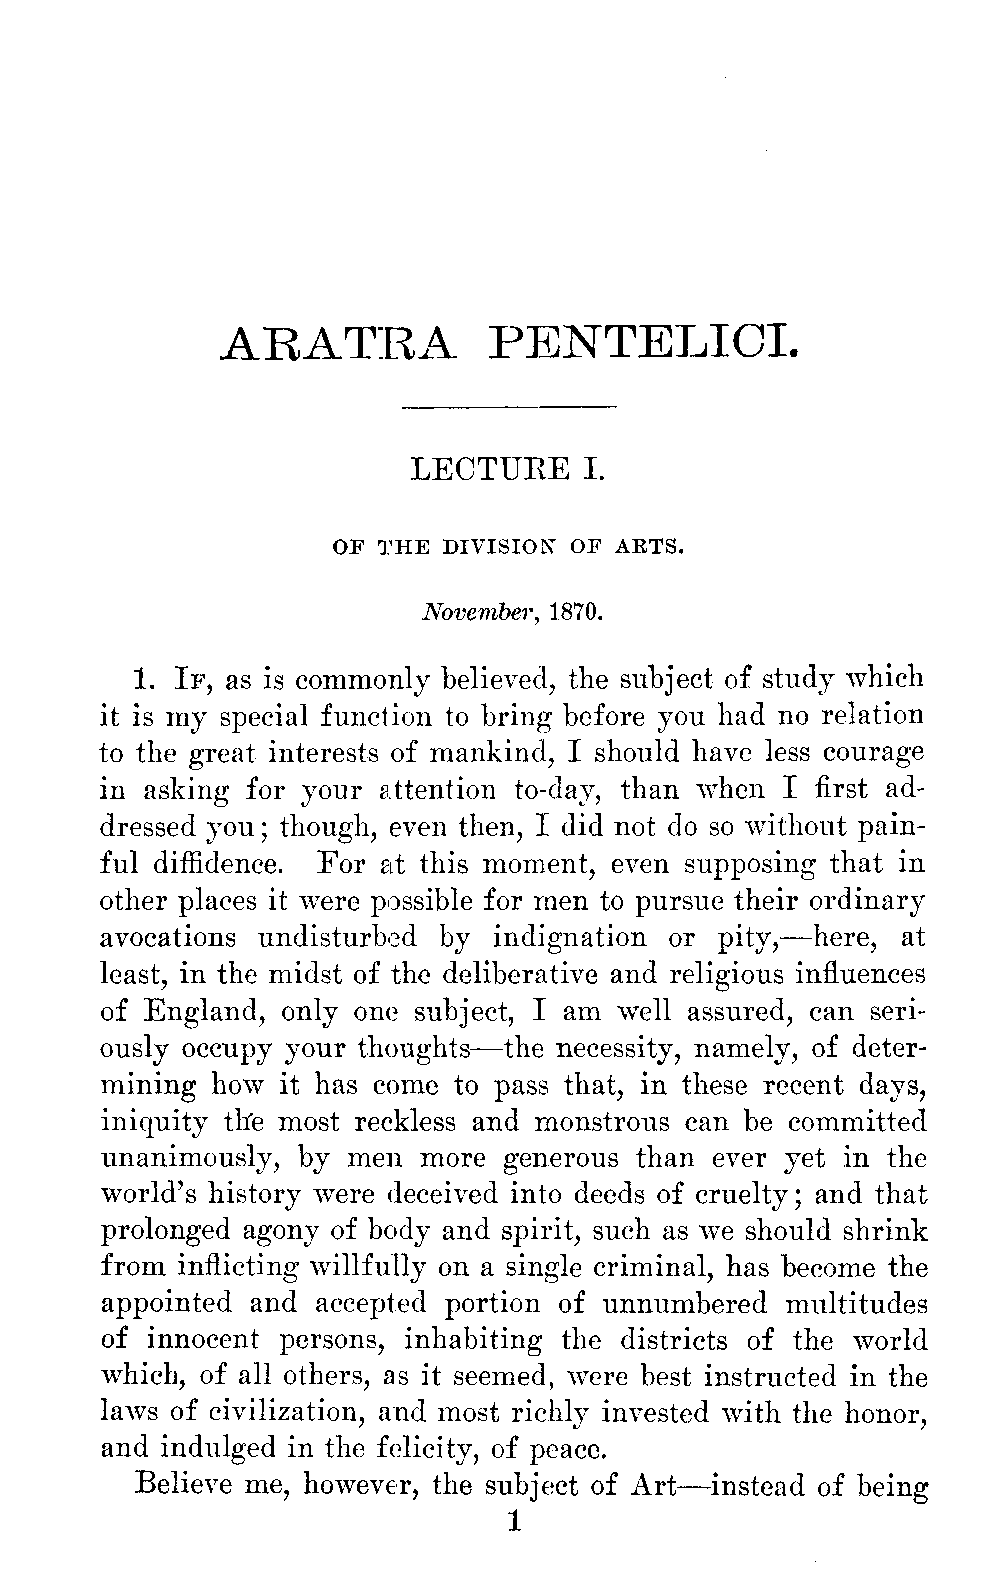 ARATRA PENTELICI.
LECTURE I.
OF THE DIVISION OF ARTS.
November, 1870.
1. IF, as is commonly believed, the subject of study which
it is my special function to bring before you had no relation
to the great interests of mankind, I should have less courage
in asking for your attention to-day, than when I first ad-
dressed you; though, even then, I did not do so without pain-
ful diffidence. For at this moment, even supposing that in
other places it were possible for men to pursue their ordinary
avocations undisturbed by indignation or pity,—here, at
least, in the midst of the deliberative and religious influences
of England, only one subject, I am well assured, can seri-
ously occupy your thoughts—the necessity, namely, of deter-
mining how it has come to pass that, in these recent days,
iniquity the most reckless and monstrous can be committed
unanimously, by men more generous than ever yet in the
world's history were deceived into deeds of cruelty; and that
prolonged agony of body and spirit, such as we should shrink
from inflicting willfully on a single criminal, has become the
appointed and accepted portion of unnumbered multitudes
of innocent persons, inhabiting the districts of the world
which, of all others, as it seemed, were best instructed in the
laws of civilization, and most richly invested with the honor,
and indulged in the felicity, of peace.
Believe me, however, the subject of Art—instead of being
1